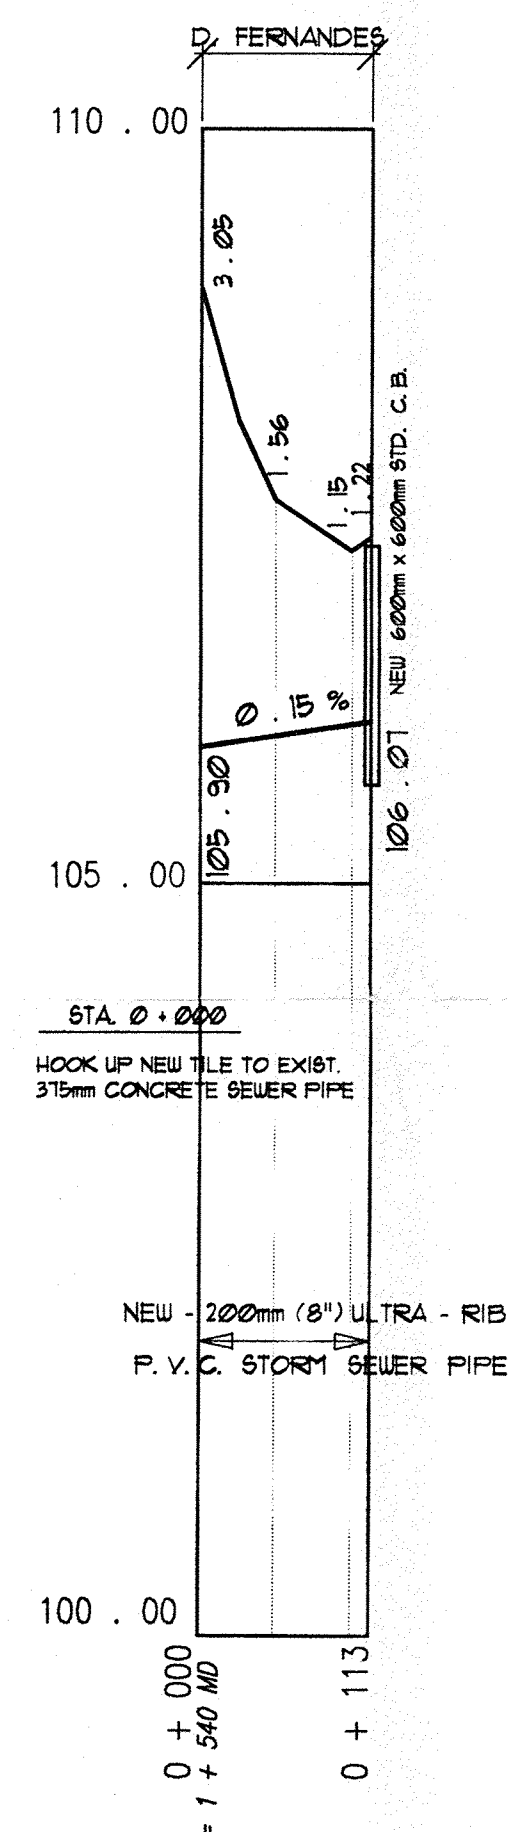 D. FERNANDES
110 . 00
3 . 05
1 . 56
1 . 15
1 . 22
NEW 600mm x 600mm STD. C. B.
0 . 15 %
105 . 90
106 . 07
105 . 00
STA. 0 + 000
HOOK UP NEW TILE TO EXIST.
375mm CONCRETE SEWER PIPE
NEW - 200mm (8") ULTRA - RIB
P. V. C. STORM SEWER PIPE
100 . 00
0 + 000
= 1 + 540 MD
0 + 113